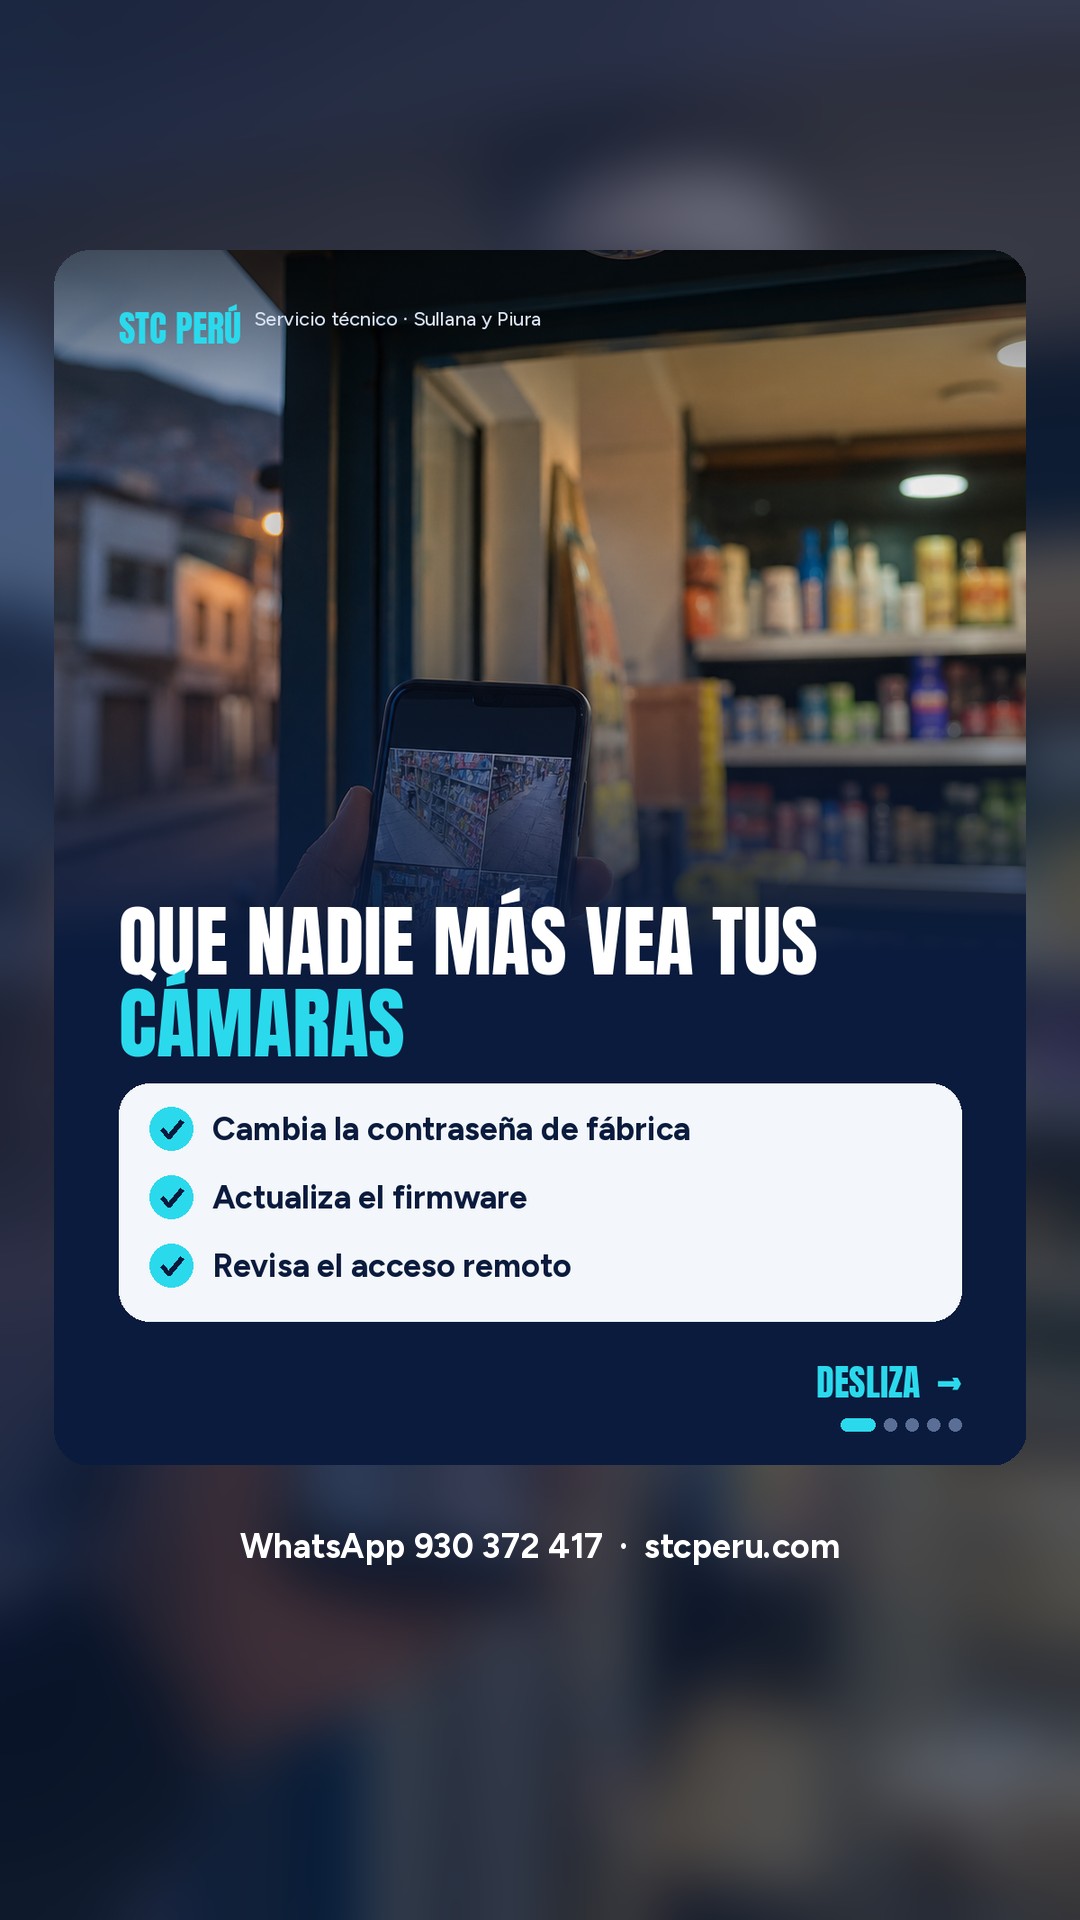 STC PERÚ Servicio técnico · Sullana y Piura
QUE NADIE MÁS VEA TUS
CÁMARAS
Cambia la contraseña de fábrica
Actualiza el firmware
Revisa el acceso remoto
DESLIZA →
WhatsApp 930 372 417 · stcperu.com